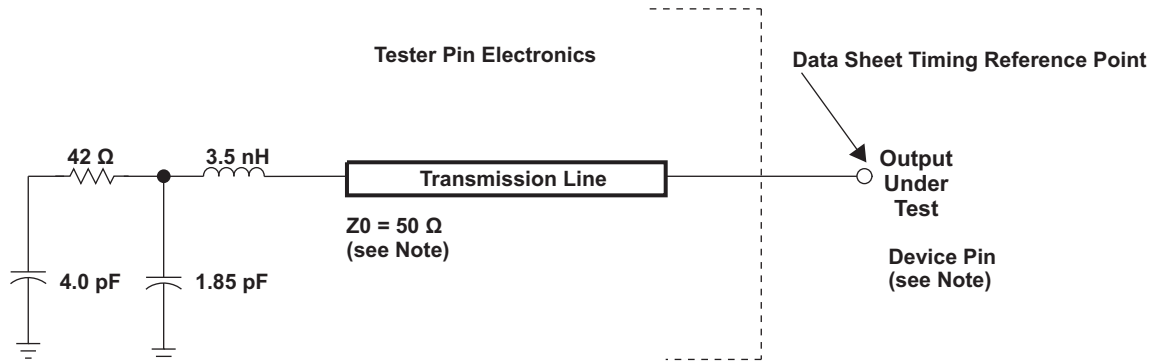 Tester Pin Electronics
Data Sheet Timing Reference Point
42 Ω
3.5 nH
Transmission Line
Output
Under
Test
Z0 = 50 Ω
(see Note)
Device Pin
(see Note)
4.0 pF
1.85 pF